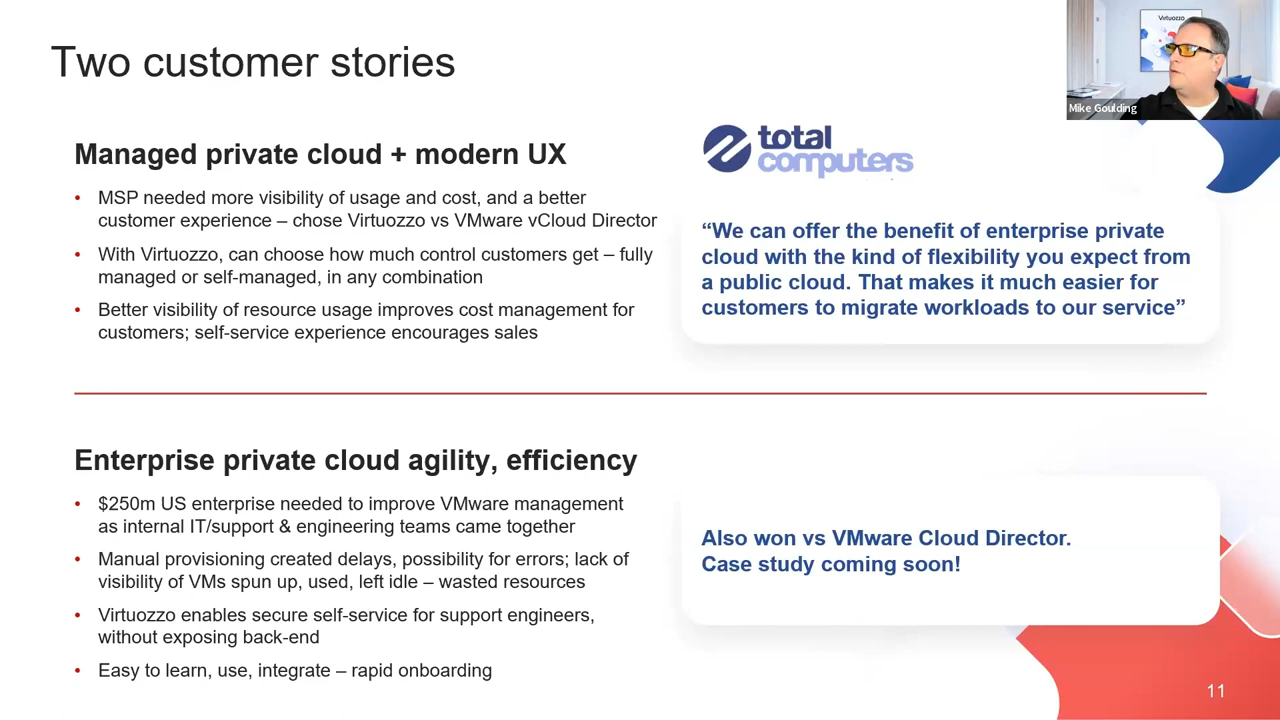 Two customer stories
Virtuozzo
Mike Goulding
Managed private cloud + modern UX
• MSP needed more visibility of usage and cost, and a better
customer experience – chose Virtuozzo vs VMware vCloud Director
• With Virtuozzo, can choose how much control customers get – fully
managed or self-managed, in any combination
• Better visibility of resource usage improves cost management for
customers; self-service experience encourages sales
total
computers
“We can offer the benefit of enterprise private
cloud with the kind of flexibility you expect from
a public cloud. That makes it much easier for
customers to migrate workloads to our service”
Enterprise private cloud agility, efficiency
• $250m US enterprise needed to improve VMware management
as internal IT/support & engineering teams came together
• Manual provisioning created delays, possibility for errors; lack of
visibility of VMs spun up, used, left idle – wasted resources
• Virtuozzo enables secure self-service for support engineers,
without exposing back-end
• Easy to learn, use, integrate – rapid onboarding
Also won vs VMware Cloud Director.
Case study coming soon!
11